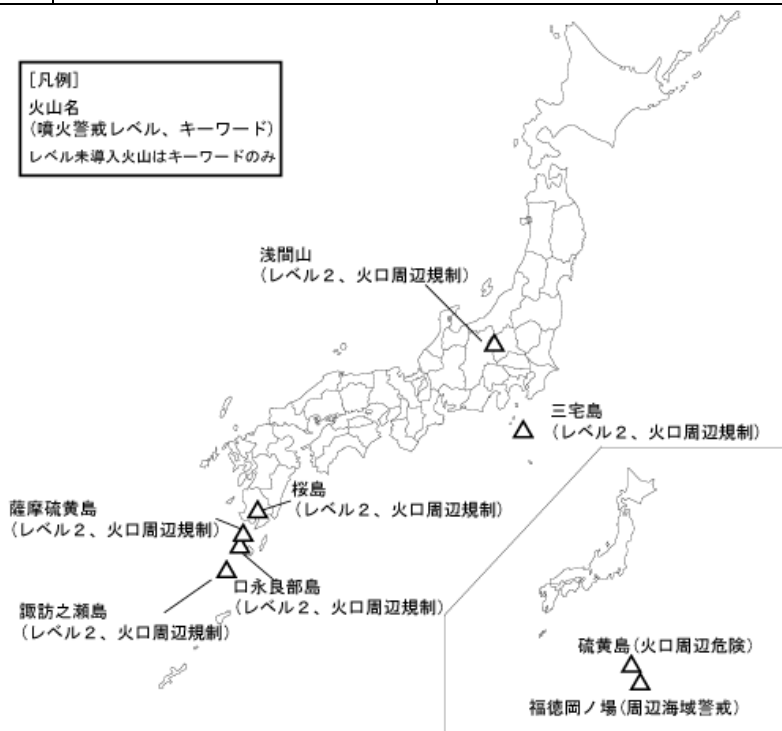 [凡例]
火山名
(噴火警戒レベル、キーワード)
レベル未導入火山はキーワードのみ
浅間山
(レベル2、火口周辺規制)
三宅島
(レベル2、火口周辺規制)
桜島
(レベル2、火口周辺規制)
薩摩硫黄島
(レベル2、火口周辺規制)
口永良部島
(レベル2、火口周辺規制)
諏訪之瀬島
(レベル2、火口周辺規制)
硫黄島(火口周辺危険)
福徳岡ノ場(周辺海域警戒)